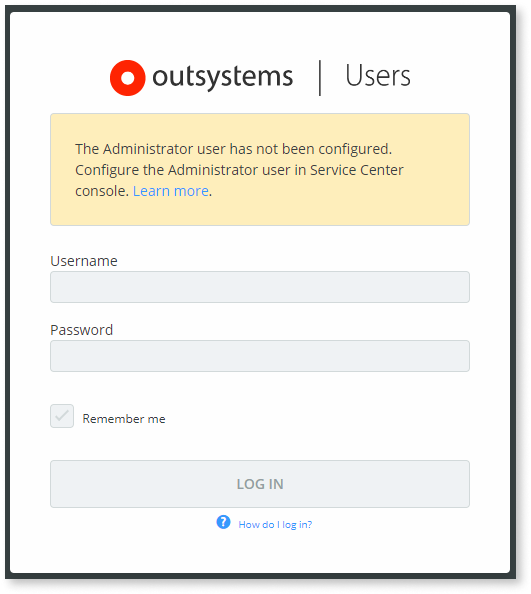 outsystems | Users
The Administrator user has not been configured.
Configure the Administrator user in Service Center
console. Learn more.
Username
Password
Remember me
LOG IN
? How do I log in?